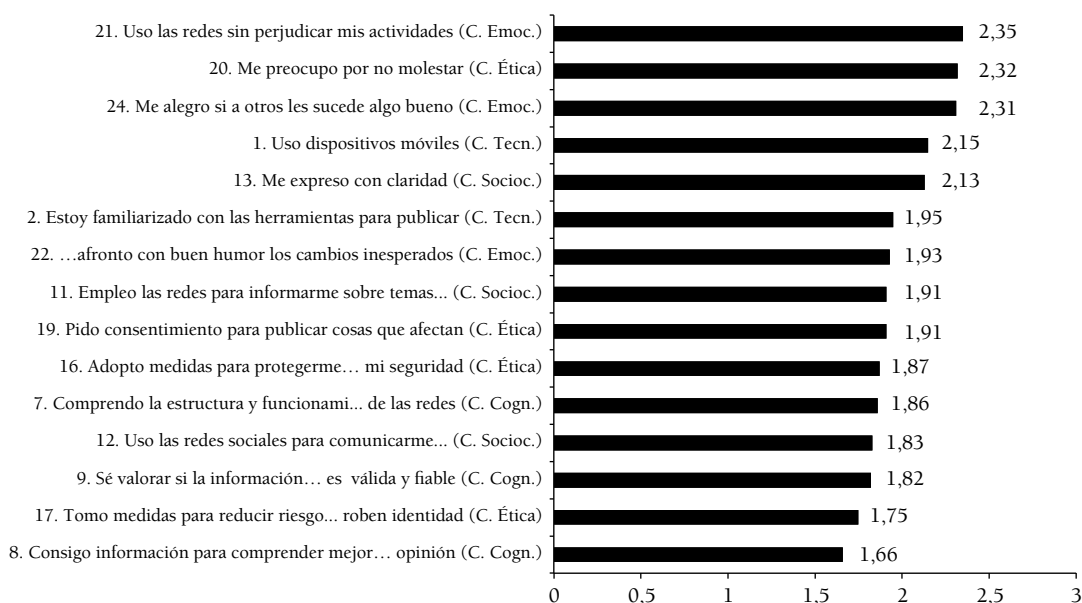 21. Uso las redes sin perjudicar mis actividades (C. Emoc.) 2,35
20. Me preocupo por no molestar (C. Ética) 2,32
24. Me alegro si a otros les sucede algo bueno (C. Emoc.) 2,31
1. Uso dispositivos móviles (C. Tecn.) 2,15
13. Me expreso con claridad (C. Socioc.) 2,13
2. Estoy familiarizado con las herramientas para publicar (C. Tecn.) 1,95
22. …afronto con buen humor los cambios inesperados (C. Emoc.) 1,93
11. Empleo las redes para informarme sobre temas... (C. Socioc.) 1,91
19. Pido consentimiento para publicar cosas que afectan (C. Ética) 1,91
16. Adopto medidas para protegerme… mi seguridad (C. Ética) 1,87
7. Comprendo la estructura y funcionami... de las redes (C. Cogn.) 1,86
12. Uso las redes sociales para comunicarme... (C. Socioc.) 1,83
9. Sé valorar si la información… es válida y fiable (C. Cogn.) 1,82
17. Tomo medidas para reducir riesgo... roben identidad (C. Ética) 1,75
8. Consigo información para comprender mejor… opinión (C. Cogn.) 1,66
0 0,5 1 1,5 2 2,5 3